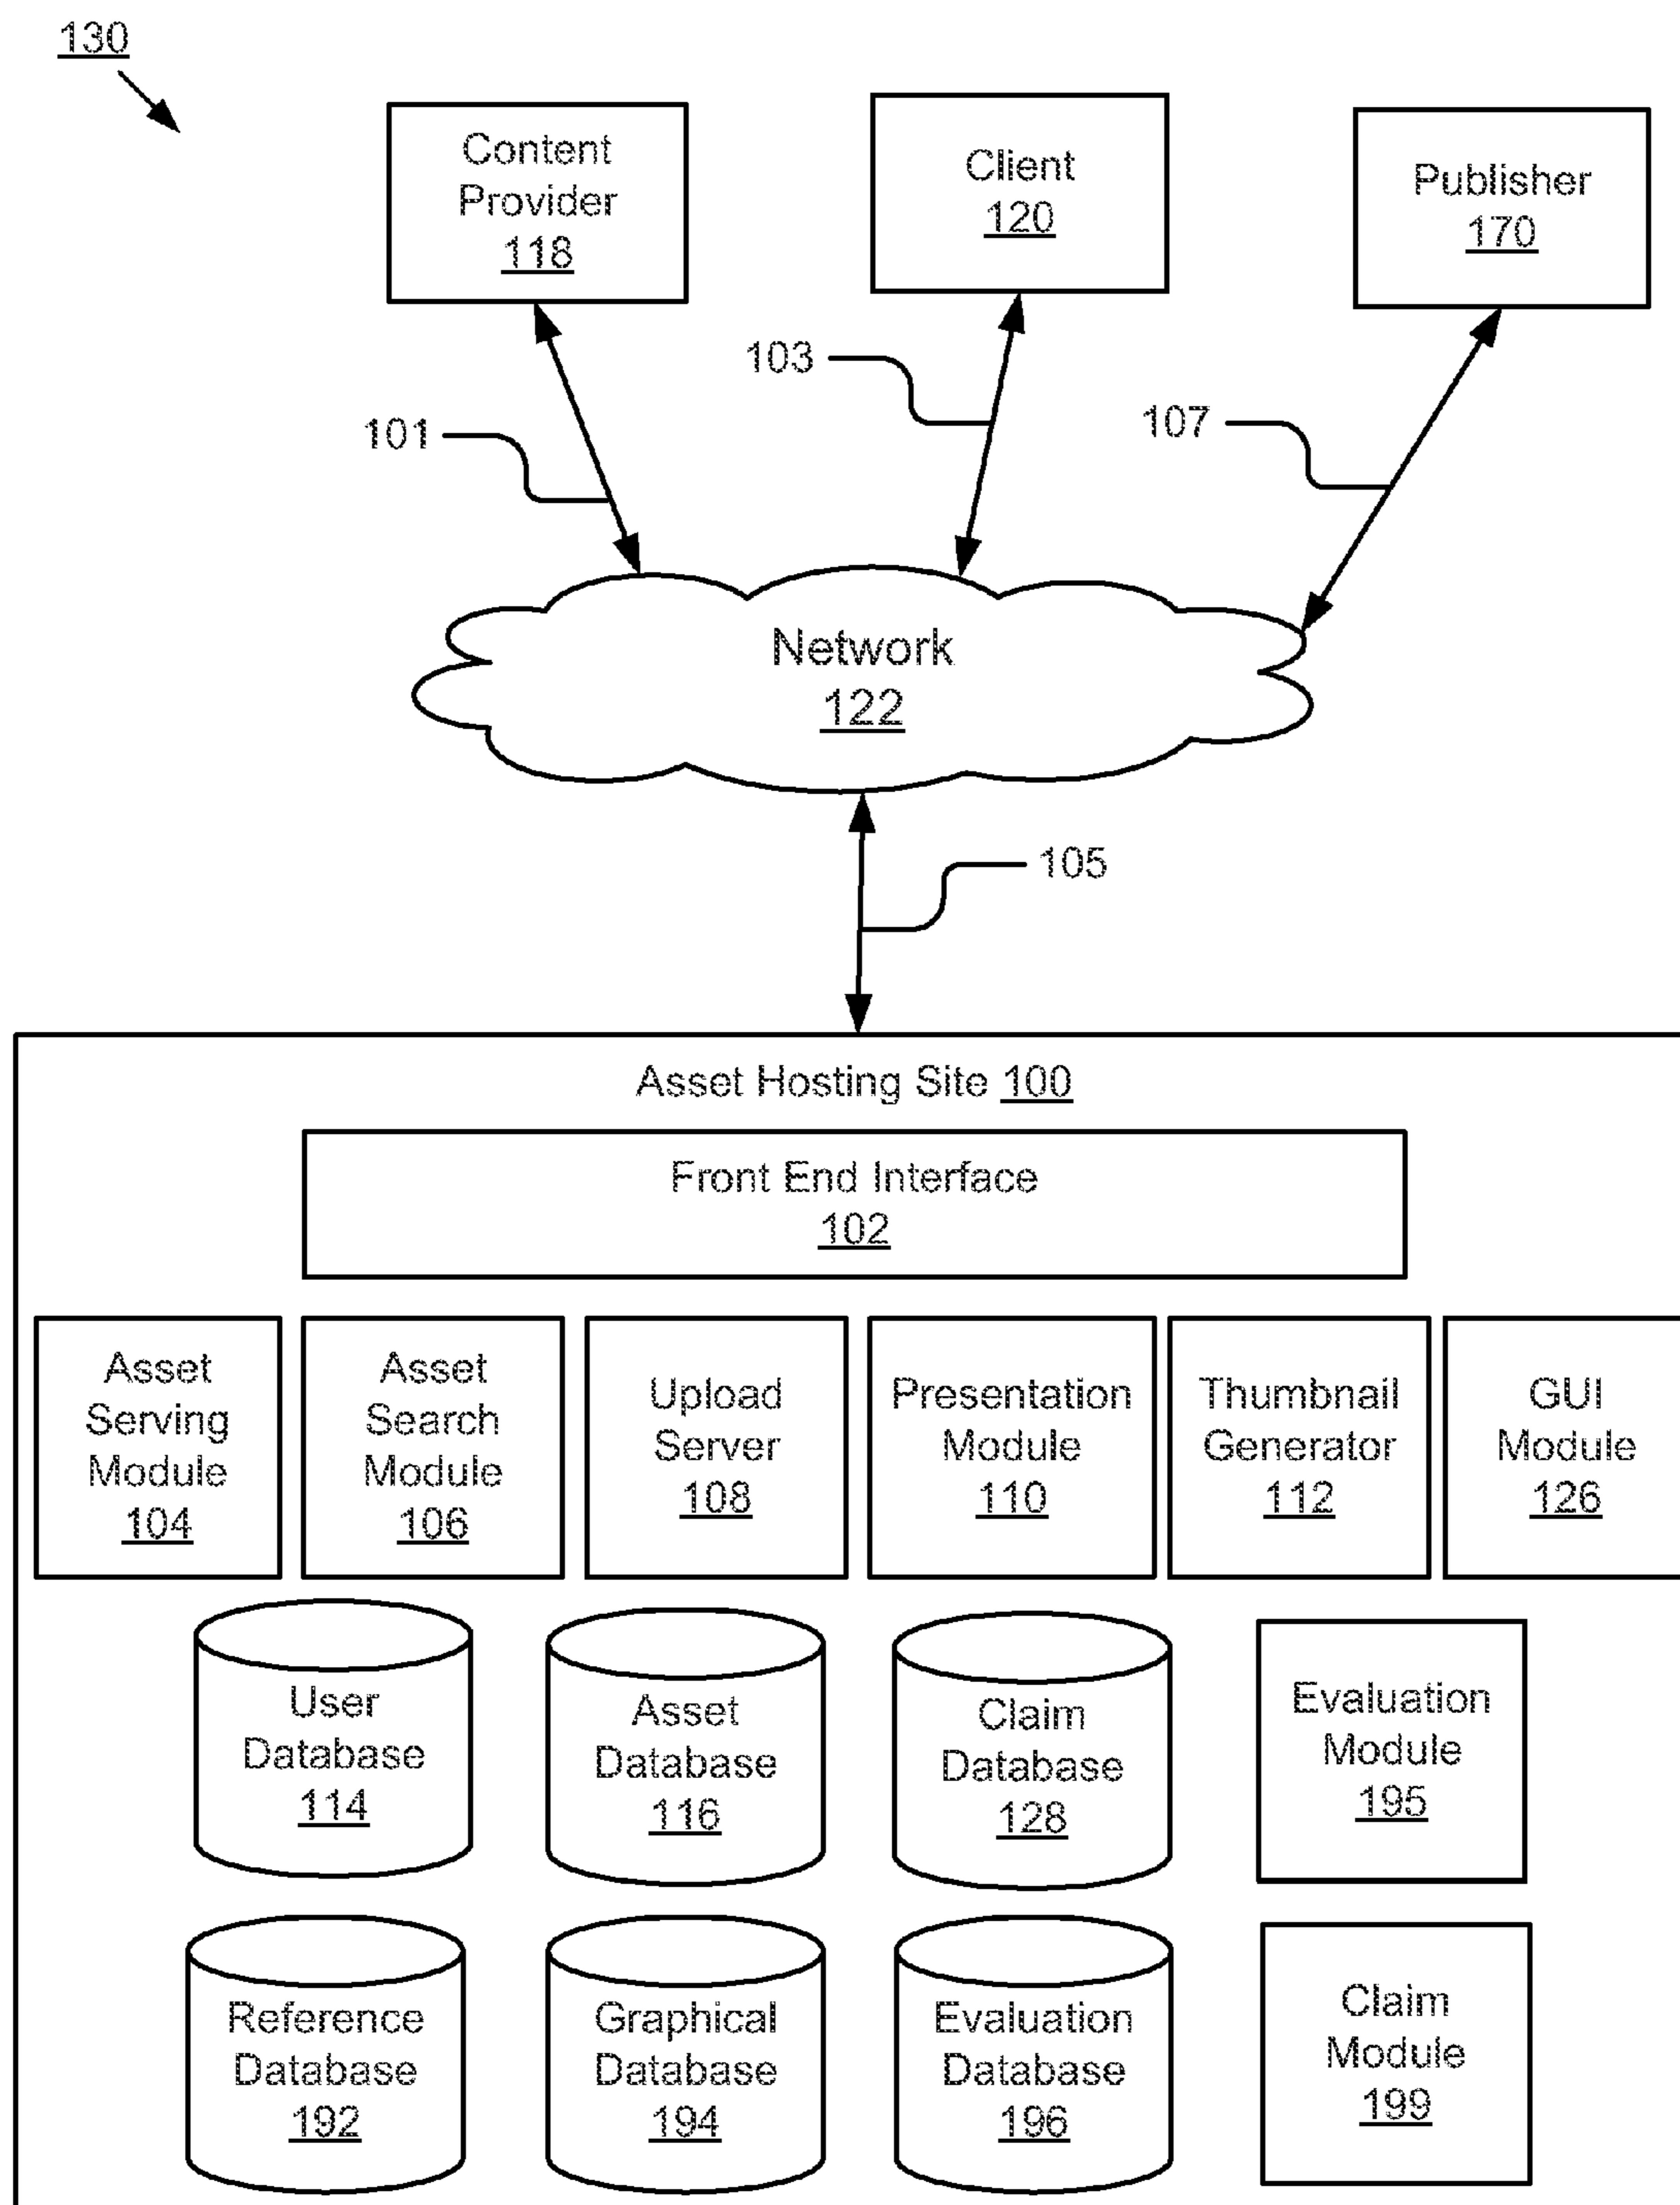 130
Content
Provider
118
Client
120
Publisher
170
103
101
107
Network
122
105
Asset Hosting Site 100
Front End Interface
102
Asset
Serving
Module
104
Asset
Search
Module
106
Upload
Server
108
Presentation
Module
110
Thumbnail
Generator
112
GUI
Module
126
User
Database
114
Asset
Database
116
Claim
Database
128
Evaluation
Module
195
Reference
Database
192
Graphical
Database
194
Evaluation
Database
196
Claim
Module
199